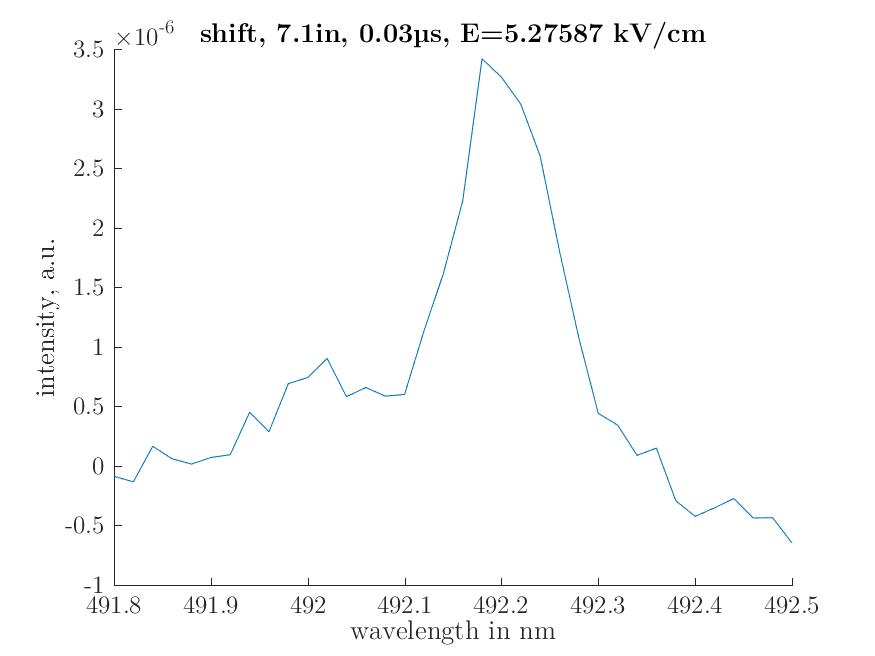 ×10-6
shift, 7.1in, 0.03µs, E=5.27587 kV/cm
3.5
3
2.5
2
1.5
1
0.5
0
-0.5
-1
intensity, a.u.
491.8 491.9 492 492.1 492.2 492.3 492.4 492.5
wavelength in nm